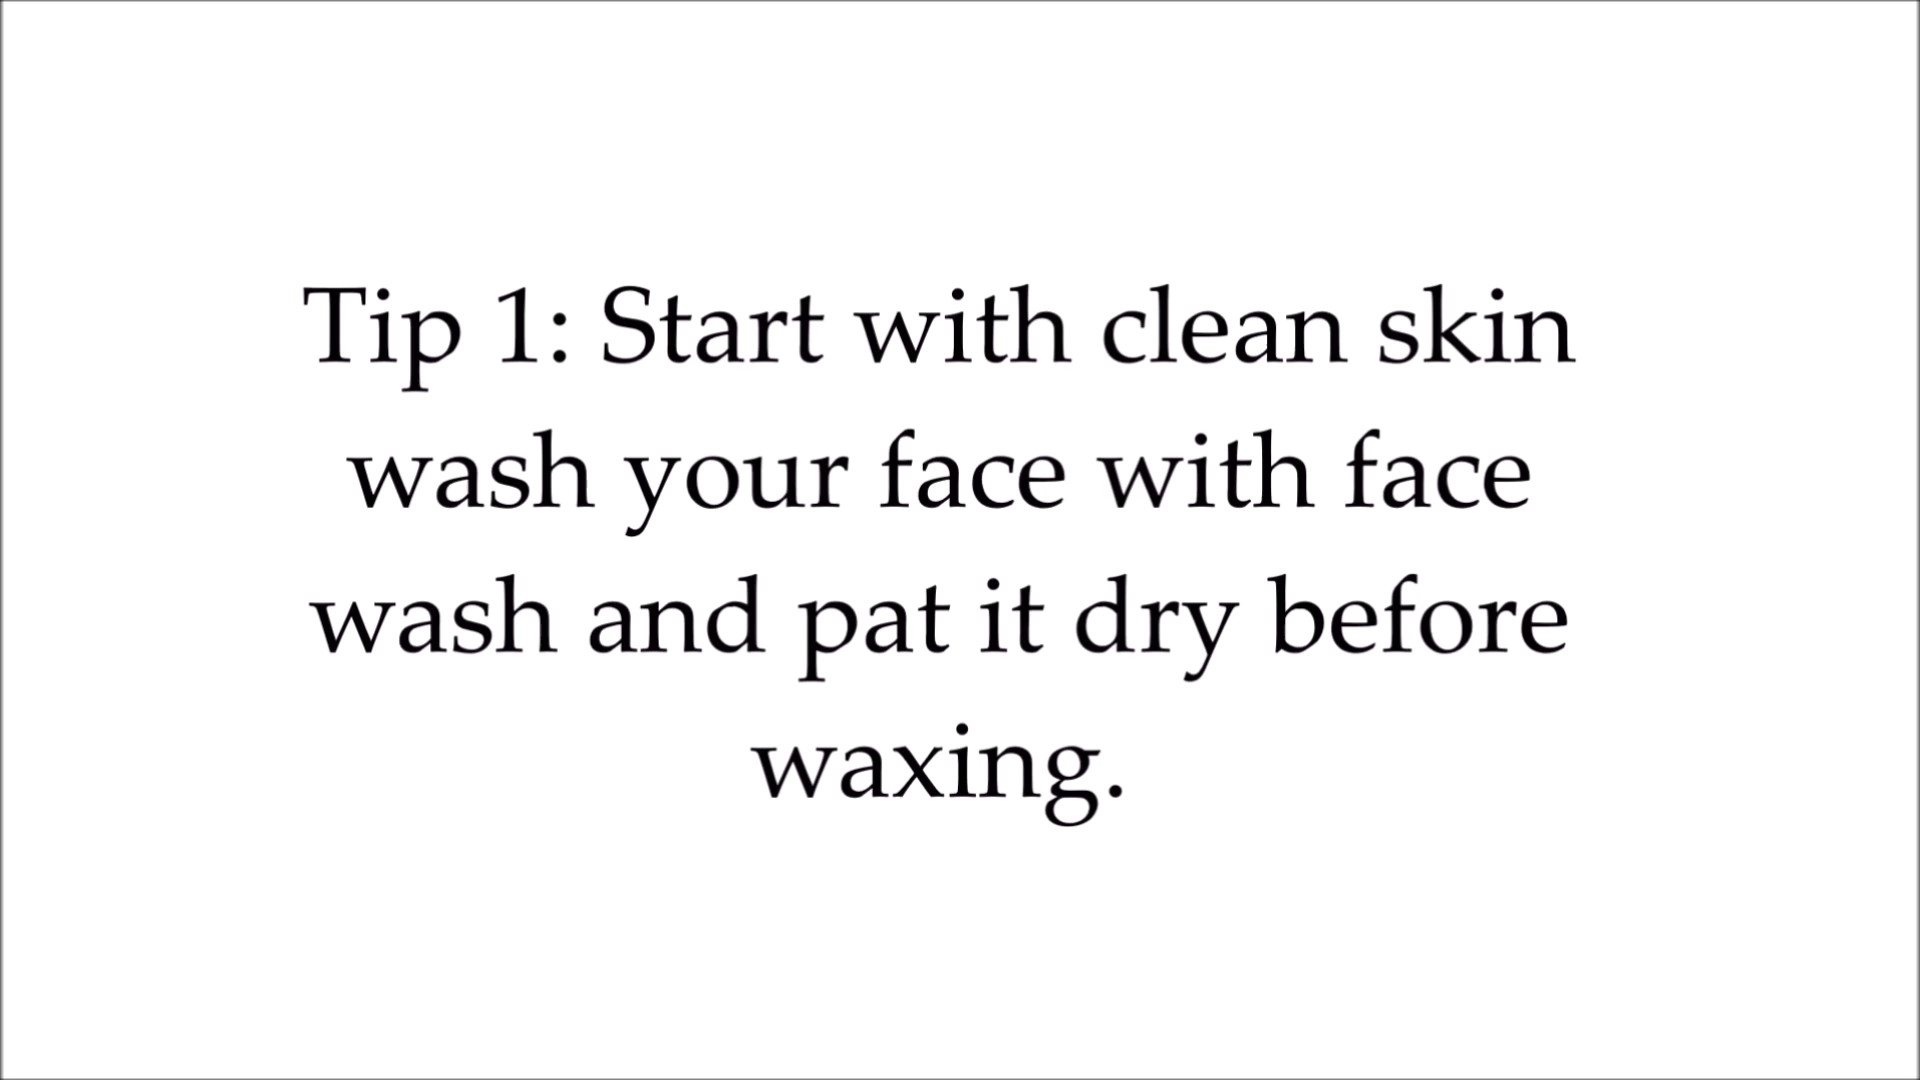 Tip 1: Start with clean skin
wash your face with face
wash and pat it dry before
waxing.